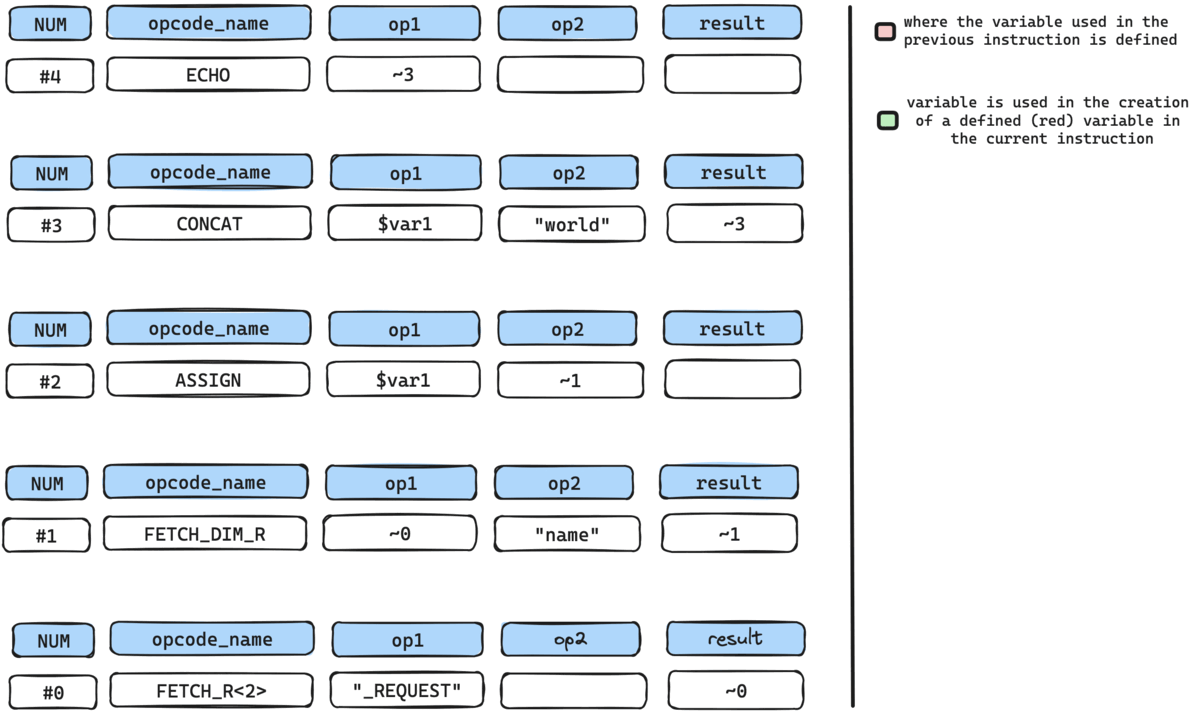 NUM opcode_name op1 op2 result
#4 ECHO ~3
NUM opcode_name op1 op2 result
#3 CONCAT $var1 "world" ~3
NUM opcode_name op1 op2 result
#2 ASSIGN $var1 ~1
NUM opcode_name op1 op2 result
#1 FETCH_DIM_R ~0 "name" ~1
NUM opcode_name op1 op2 result
#0 FETCH_R<2> "_REQUEST" ~0
where the variable used in the
previous instruction is defined
variable is used in the creation
of a defined (red) variable in
the current instruction